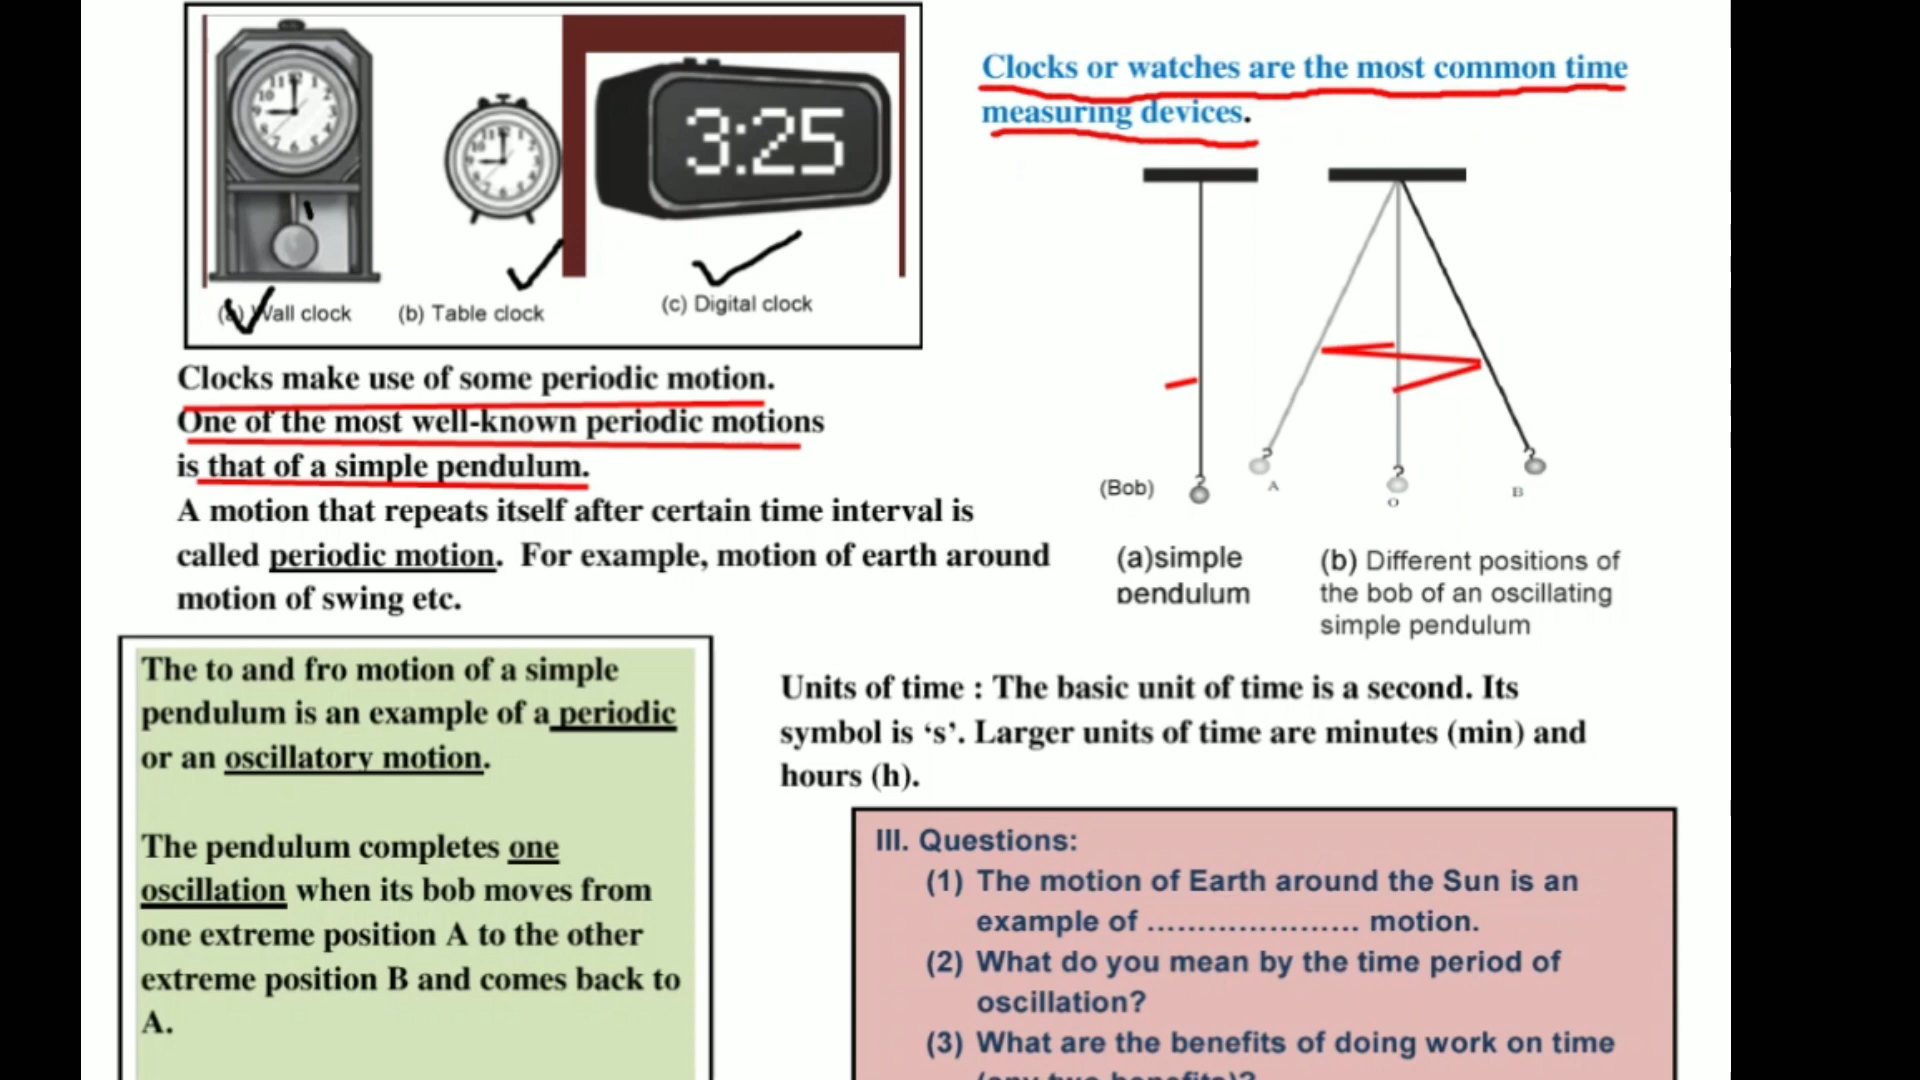 3:25
(a) Wall clock
(b) Table clock
(c) Digital clock
Clocks or watches are the most common time
measuring devices.
Clocks make use of some periodic motion.
One of the most well-known periodic motions
is that of a simple pendulum.
A motion that repeats itself after certain time interval is
called periodic motion. For example, motion of earth around
motion of swing etc.
(Bob)
A
O
B
(a)simple
pendulum
(b) Different positions of
the bob of an oscillating
simple pendulum
The to and fro motion of a simple
pendulum is an example of a periodic
or an oscillatory motion.
The pendulum completes one
oscillation when its bob moves from
one extreme position A to the other
extreme position B and comes back to
A.
Units of time : The basic unit of time is a second. Its
symbol is ‘s’. Larger units of time are minutes (min) and
hours (h).
III. Questions:
(1) The motion of Earth around the Sun is an
example of ..................... motion.
(2) What do you mean by the time period of
oscillation?
(3) What are the benefits of doing work on time
(any two benefits)?